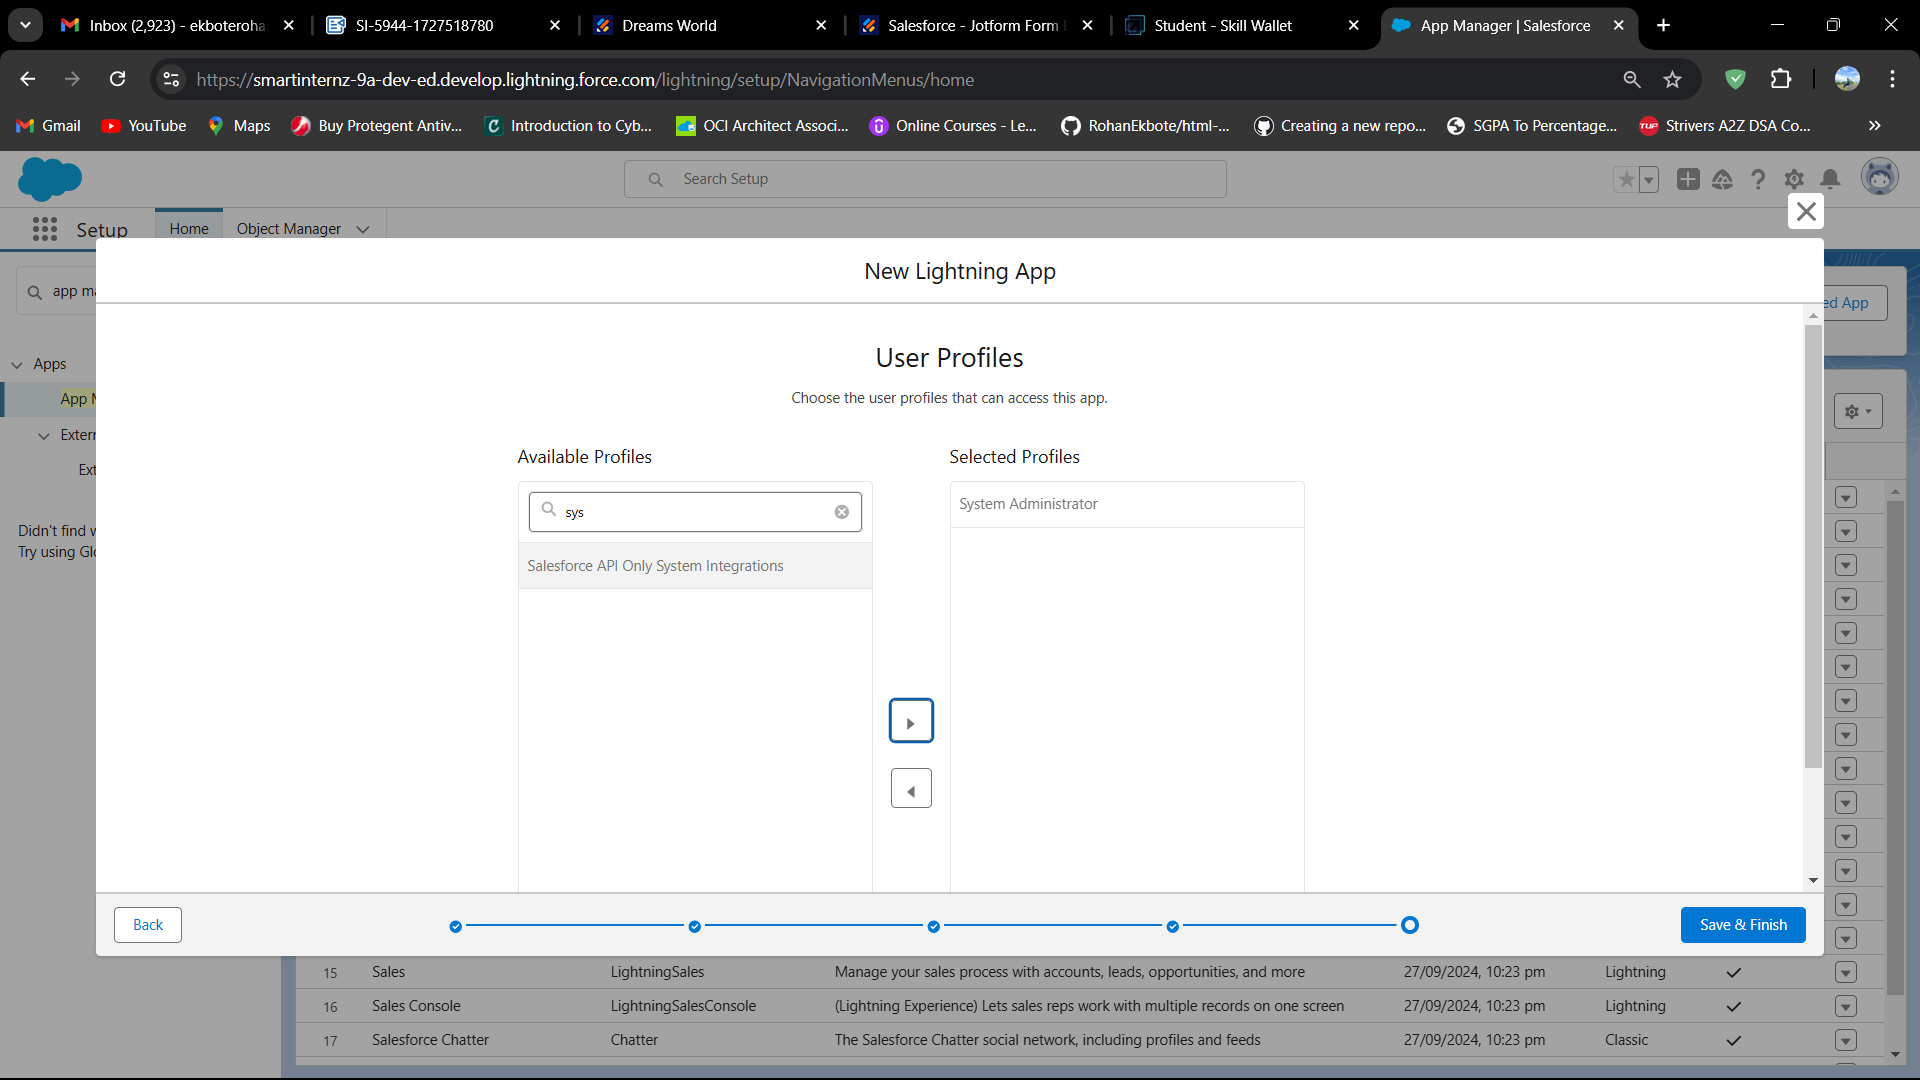 Inbox (2,923) - ekboteroha
SI-5944-1727518780
Dreams World
Salesforce - Jotform Form
Student - Skill Wallet
App Manager | Salesforce
https://smartinternz-9a-dev-ed.develop.lightning.force.com/lightning/setup/NavigationMenus/home
Gmail
YouTube
Maps
Buy Protegent Antiv...
Introduction to Cyb...
OCI Architect Associ...
Online Courses - Le...
RohanEkbote/html-...
Creating a new repo...
SGPA To Percentage...
Strivers A2Z DSA Co...
Search Setup
Setup
Home
Object Manager
New Lightning App
app ma
ed App
User Profiles
Apps
Choose the user profiles that can access this app.
App M
Extern
Available Profiles
Selected Profiles
Ext
sys
System Administrator
Didn't find w
Try using Glo
Salesforce API Only System Integrations
Back
Save & Finish
15 Sales LightningSales Manage your sales process with accounts, leads, opportunities, and more 27/09/2024, 10:23 pm Lightning
16 Sales Console LightningSalesConsole (Lightning Experience) Lets sales reps work with multiple records on one screen 27/09/2024, 10:23 pm Lightning
17 Salesforce Chatter Chatter The Salesforce Chatter social network, including profiles and feeds 27/09/2024, 10:23 pm Classic